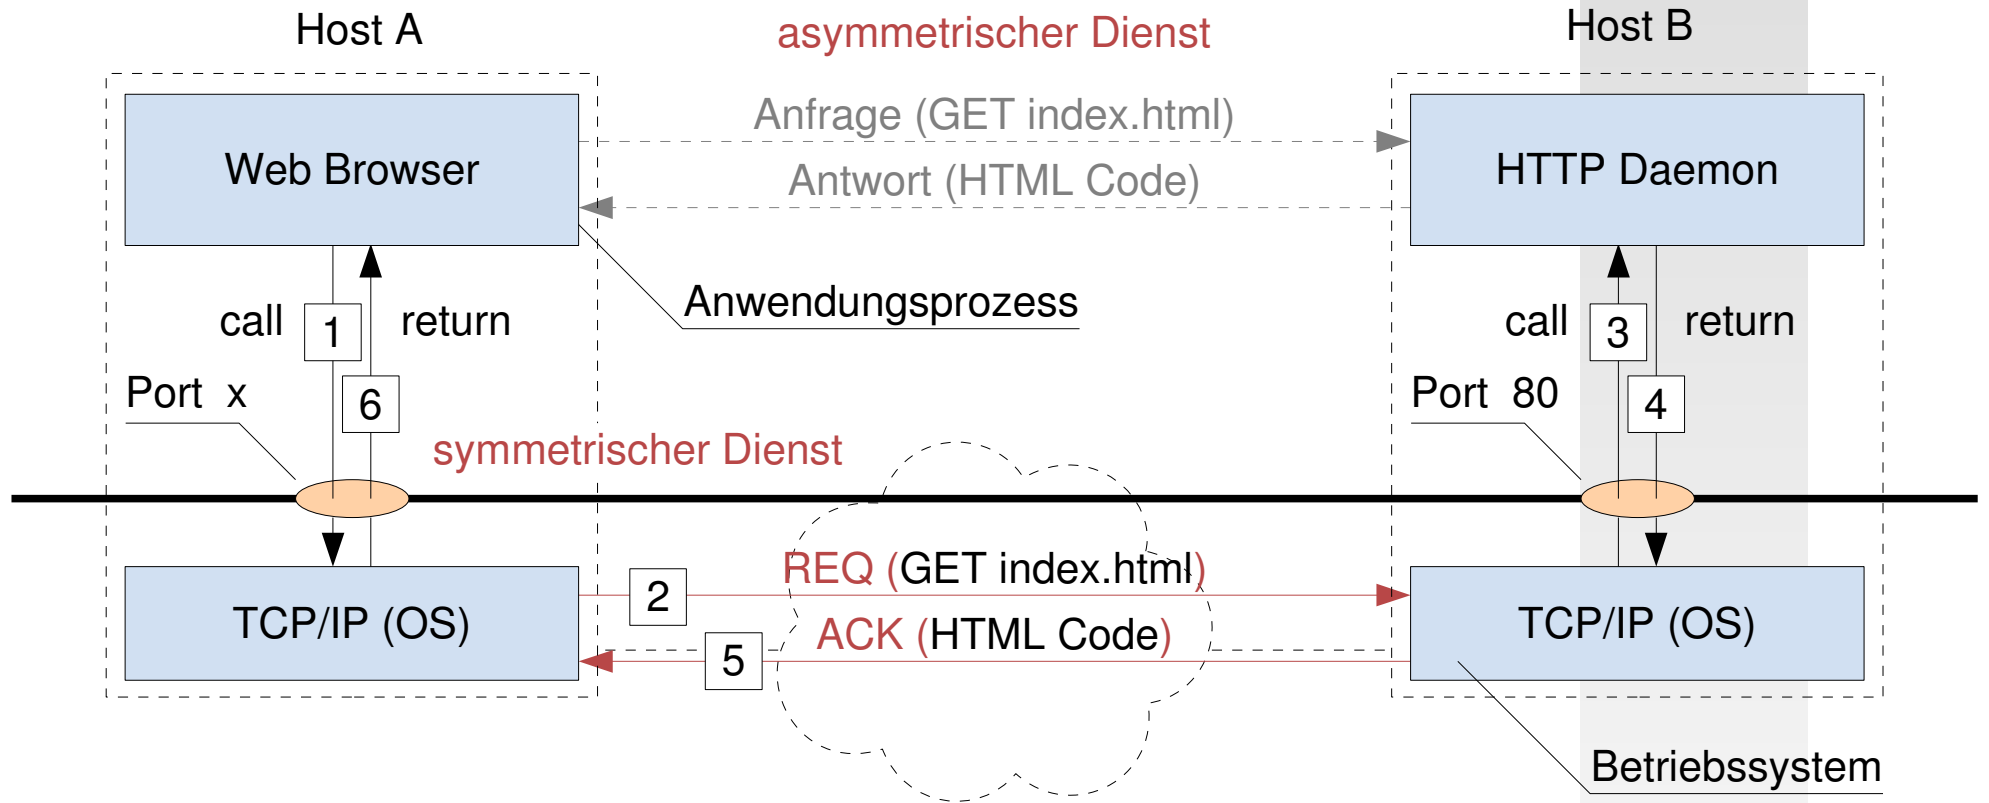 Host A
asymmetrischer Dienst
Host B
Anfrage (GET index.html)
Web Browser
HTTP Daemon
Antwort (HTML Code)
Anwendungsprozess
call
1
return
call
3
return
Port x
6
Port 80
4
symmetrischer Dienst
REQ (GET index.html)
2
TCP/IP (OS)
ACK (HTML Code)
TCP/IP (OS)
5
Betriebssystem